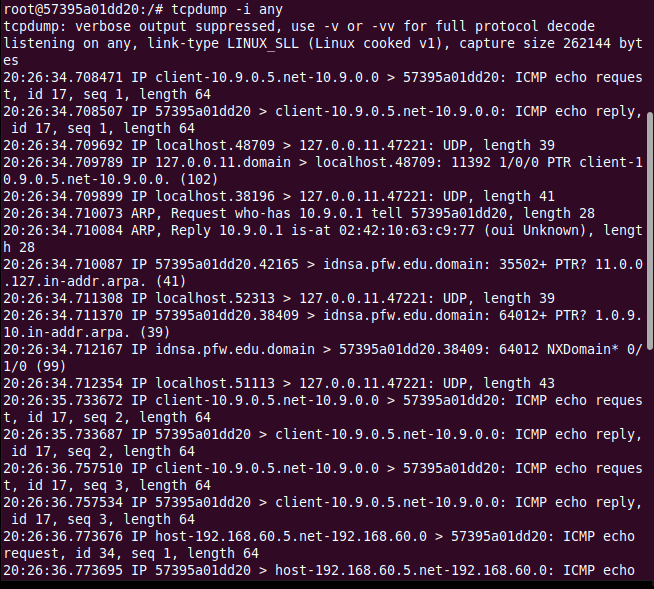 root@57395a01dd20:/# tcpdump -i any
tcpdump: verbose output suppressed, use -v or -vv for full protocol decode
listening on any, link-type LINUX_SLL (Linux cooked v1), capture size 262144 byt
es
20:26:34.708471 IP client-10.9.0.5.net-10.9.0.0 > 57395a01dd20: ICMP echo reques
t, id 17, seq 1, length 64
20:26:34.708507 IP 57395a01dd20 > client-10.9.0.5.net-10.9.0.0: ICMP echo reply,
 id 17, seq 1, length 64
20:26:34.709692 IP localhost.48709 > 127.0.0.11.47221: UDP, length 39
20:26:34.709789 IP 127.0.0.11.domain > localhost.48709: 11392 1/0/0 PTR client-1
0.9.0.5.net-10.9.0.0. (102)
20:26:34.709899 IP localhost.38196 > 127.0.0.11.47221: UDP, length 41
20:26:34.710073 ARP, Request who-has 10.9.0.1 tell 57395a01dd20, length 28
20:26:34.710084 ARP, Reply 10.9.0.1 is-at 02:42:10:63:c9:77 (oui Unknown), lengt
h 28
20:26:34.710087 IP 57395a01dd20.42165 > idnsa.pfw.edu.domain: 35502+ PTR? 11.0.0
.127.in-addr.arpa. (41)
20:26:34.711308 IP localhost.52313 > 127.0.0.11.47221: UDP, length 39
20:26:34.711370 IP 57395a01dd20.38409 > idnsa.pfw.edu.domain: 64012+ PTR? 1.0.9.
10.in-addr.arpa. (39)
20:26:34.712167 IP idnsa.pfw.edu.domain > 57395a01dd20.38409: 64012 NXDomain* 0/
1/0 (99)
20:26:34.712354 IP localhost.51113 > 127.0.0.11.47221: UDP, length 43
20:26:35.733672 IP client-10.9.0.5.net-10.9.0.0 > 57395a01dd20: ICMP echo reques
t, id 17, seq 2, length 64
20:26:35.733687 IP 57395a01dd20 > client-10.9.0.5.net-10.9.0.0: ICMP echo reply,
 id 17, seq 2, length 64
20:26:36.757510 IP client-10.9.0.5.net-10.9.0.0 > 57395a01dd20: ICMP echo reques
t, id 17, seq 3, length 64
20:26:36.757534 IP 57395a01dd20 > client-10.9.0.5.net-10.9.0.0: ICMP echo reply,
 id 17, seq 3, length 64
20:26:36.773676 IP host-192.168.60.5.net-192.168.60.0 > 57395a01dd20: ICMP echo
request, id 34, seq 1, length 64
20:26:36.773695 IP 57395a01dd20 > host-192.168.60.5.net-192.168.60.0: ICMP echo